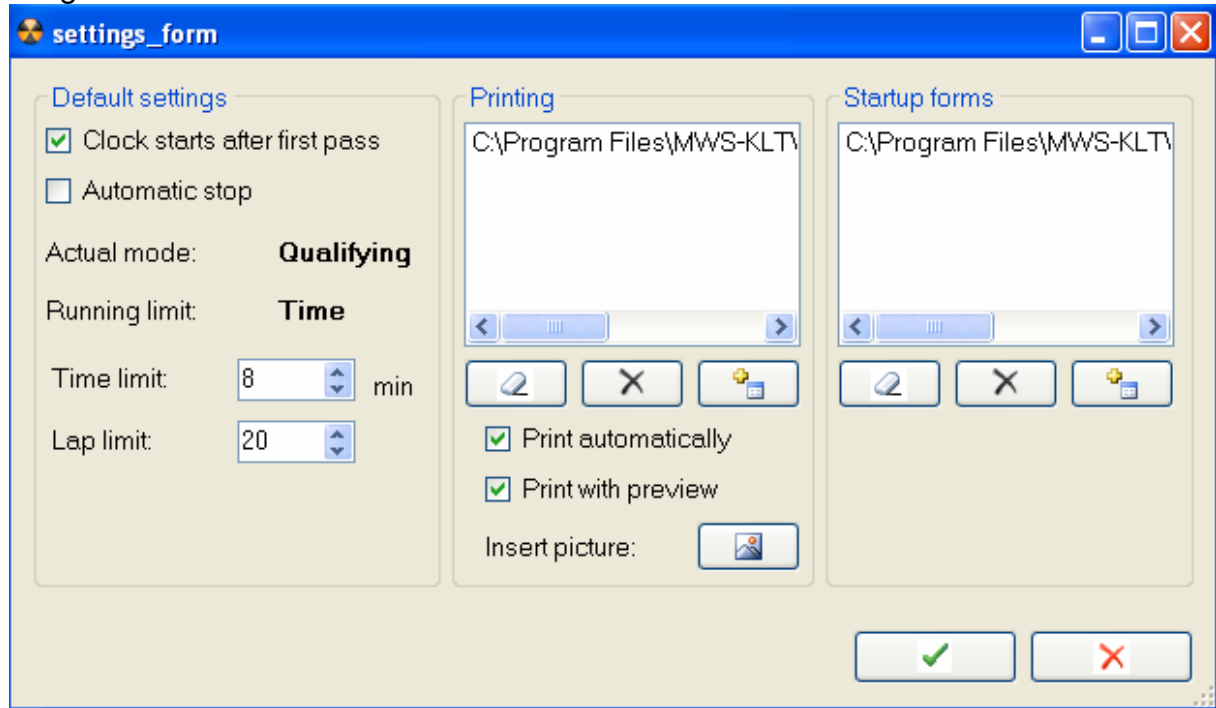 settings_form
Default settings
Clock starts after first pass
Automatic stop
Actual mode: Qualifying
Running limit: Time
Time limit: 8 min
Lap limit: 20
Printing
C:\Program Files\MWS-KLT\
Print automatically
Print with preview
Insert picture:
Startup forms
C:\Program Files\MWS-KLT\